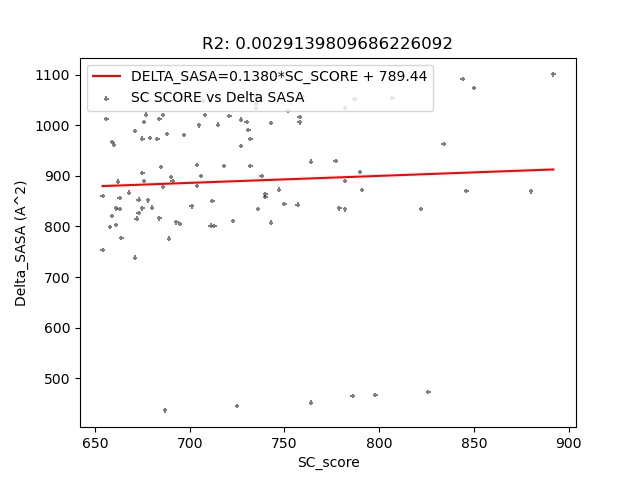 R2: 0.0029139809686226092
DELTA_SASA=0.1380*SC_SCORE + 789.44
SC SCORE vs Delta SASA
Delta_SASA (A^2)
1100
1000
900
800
700
600
500
650 700 750 800 850 900
SC_score